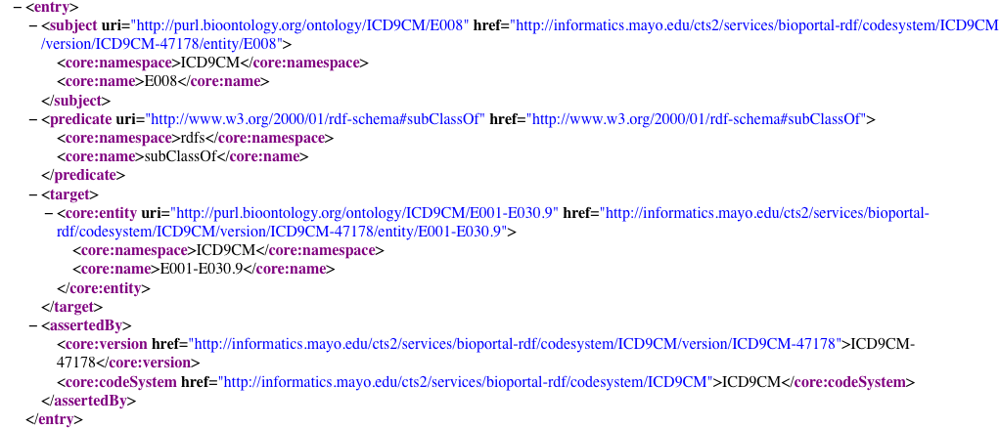 − <entry>
− <subject uri="http://purl.bioontology.org/ontology/ICD9CM/E008" href="http://informatics.mayo.edu/cts2/services/bioportal-rdf/codesystem/ICD9CM
/version/ICD9CM-47178/entity/E008">
<core:namespace>ICD9CM</core:namespace>
<core:name>E008</core:name>
</subject>
− <predicate uri="http://www.w3.org/2000/01/rdf-schema#subClassOf" href="http://www.w3.org/2000/01/rdf-schema#subClassOf">
<core:namespace>rdfs</core:namespace>
<core:name>subClassOf</core:name>
</predicate>
− <target>
− <core:entity uri="http://purl.bioontology.org/ontology/ICD9CM/E001-E030.9" href="http://informatics.mayo.edu/cts2/services/bioportal-
rdf/codesystem/ICD9CM/version/ICD9CM-47178/entity/E001-E030.9">
<core:namespace>ICD9CM</core:namespace>
<core:name>E001-E030.9</core:name>
</core:entity>
</target>
− <assertedBy>
<core:version href="http://informatics.mayo.edu/cts2/services/bioportal-rdf/codesystem/ICD9CM/version/ICD9CM-47178">ICD9CM-
47178</core:version>
<core:codeSystem href="http://informatics.mayo.edu/cts2/services/bioportal-rdf/codesystem/ICD9CM">ICD9CM</core:codeSystem>
</assertedBy>
</entry>